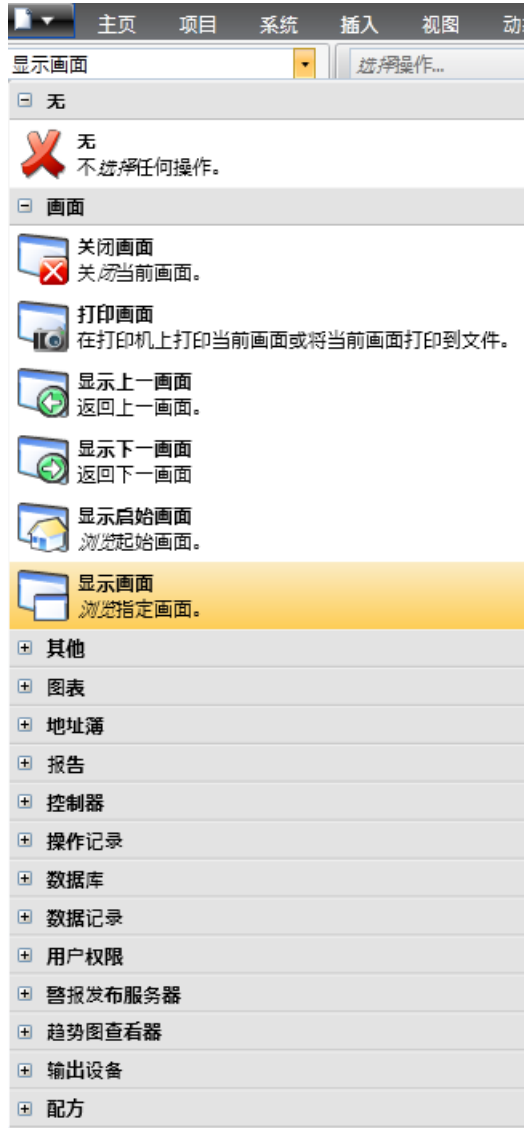 主页 项目 系统 插入 视图 动
显示画面 选择操作...
无
无
不选择任何操作。
画面
关闭画面
关闭当前画面。
打印画面
在打印机上打印当前画面或将当前画面打印到文件。
显示上一画面
返回上一画面。
显示下一画面
返回下一画面
显示启始画面
浏览起始画面。
显示画面
浏览指定画面。
其他
图表
地址簿
报告
控制器
操作记录
数据库
数据记录
用户权限
警报发布服务器
趋势图查看器
输出设备
配方